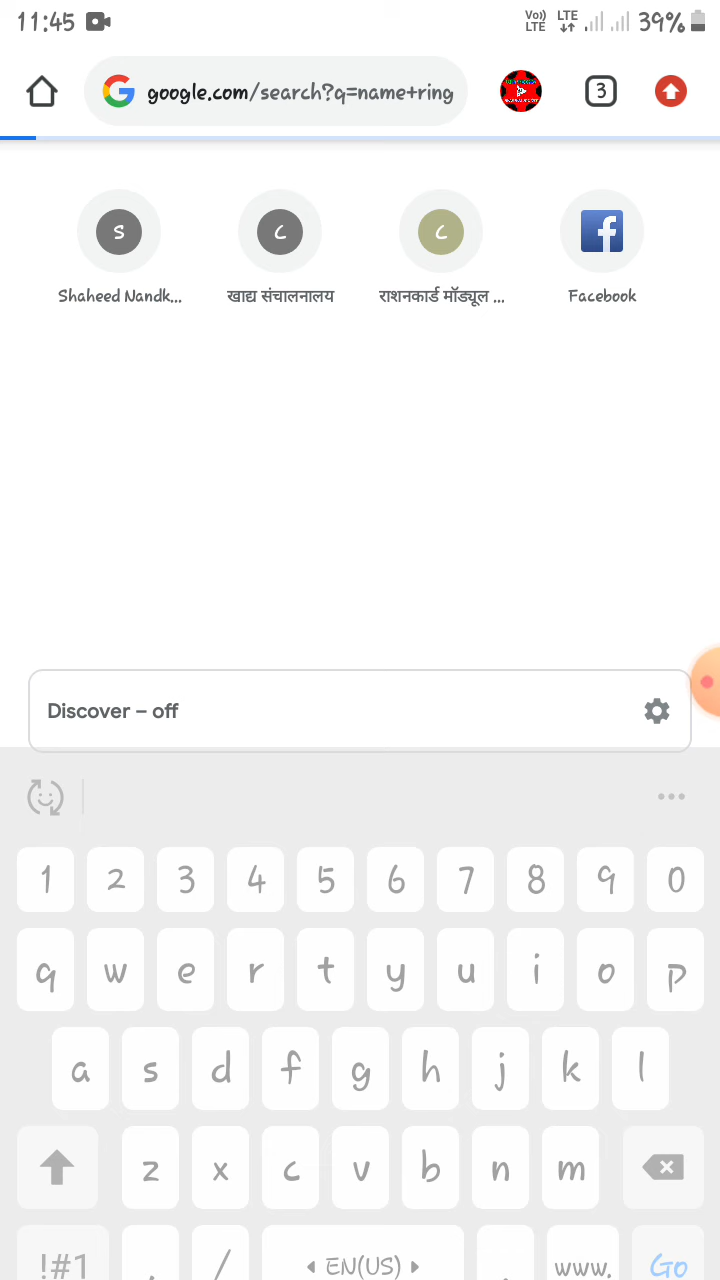 11:45 Vo)) LTE LTE 39%
google.com/search?q=name+ring 3
S C C
Shaheed Nandk... खाद्य संचालनालय राशनकार्ड मॉड्यूल ... Facebook
Discover – off
1 2 3 4 5 6 7 8 9 0
q w e r t y u i o p
a s d f g h j k l
z x c v b n m
!#1 , / EN(US) . www. Go